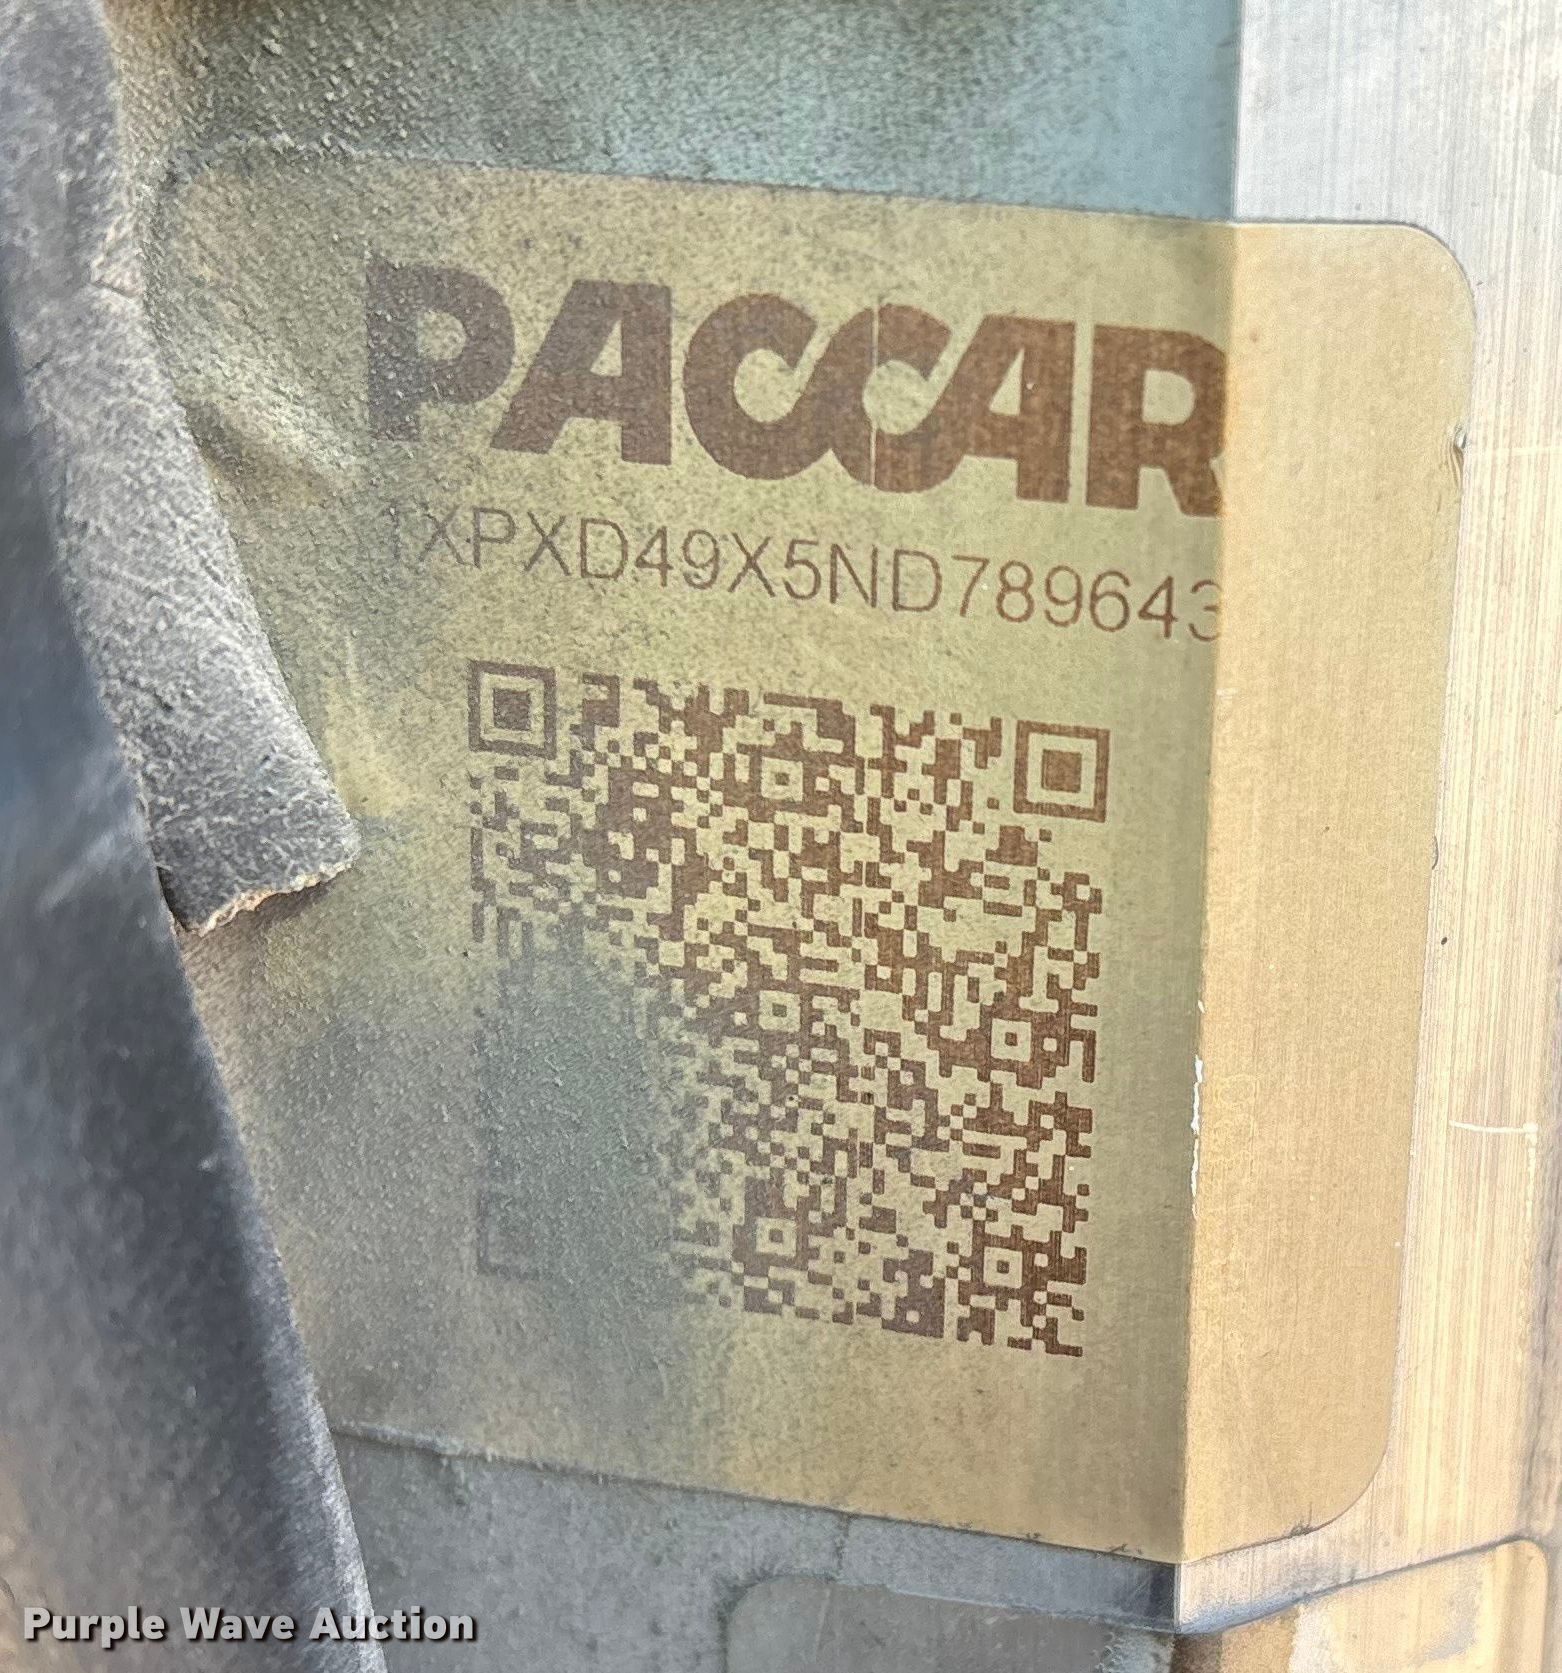 PACCAR
1XPXD49X5ND789643
Purple Wave Auction